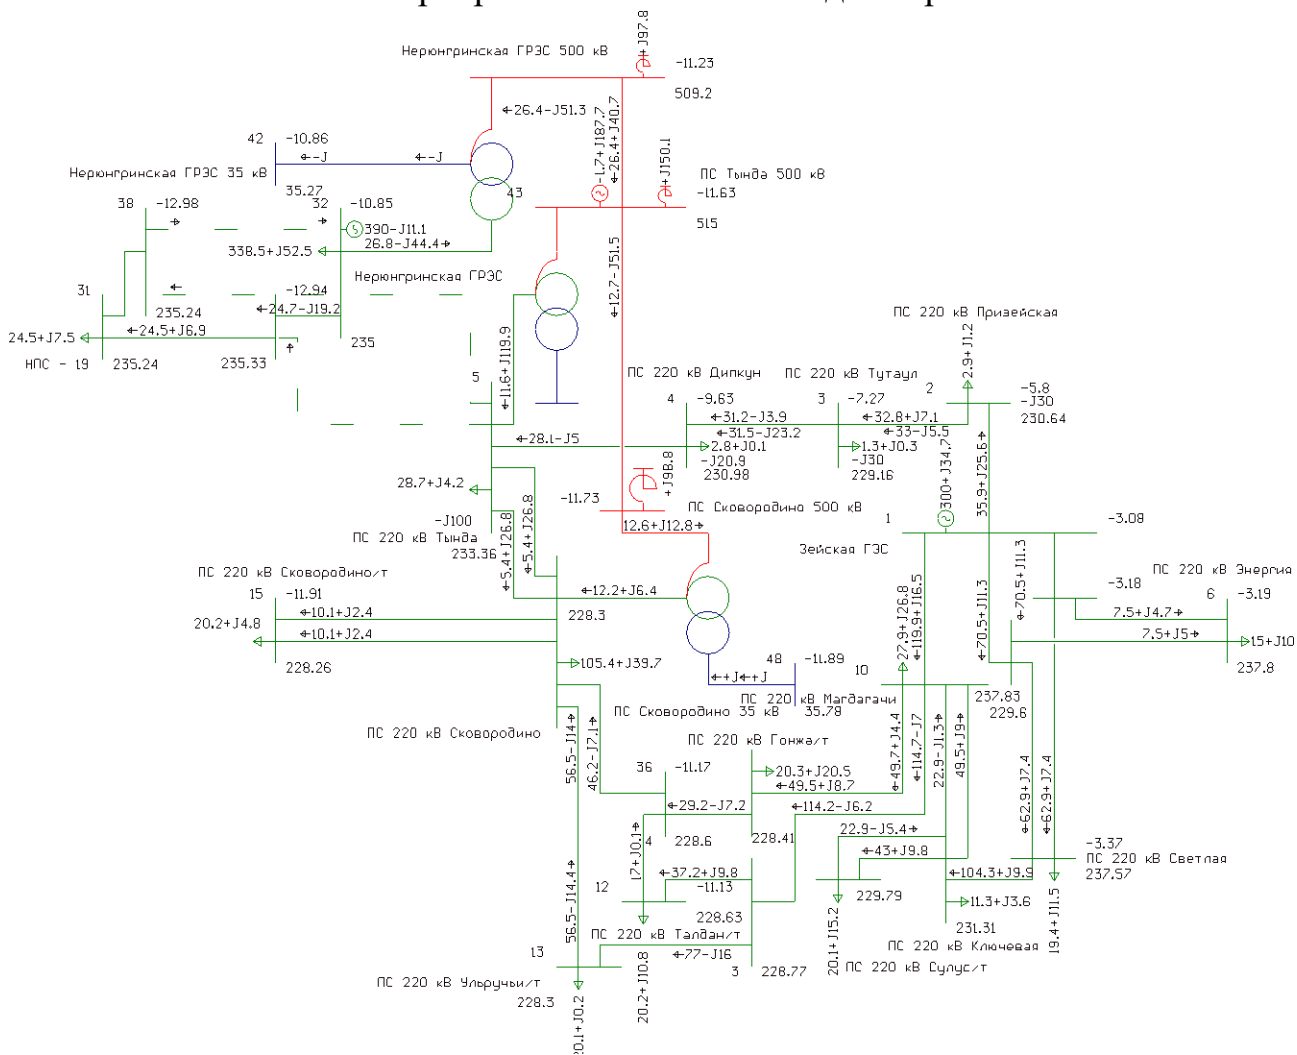 +J97.8
Нерюнгринская ГРЭС 500 кВ
-11.23
509.2
26.4-J51.3
-1.7+J187.7
26.4+J40.7
+J150.1
42
-10.86
-J
-J
Нерюнгринская ГРЭС 35 кВ
35.27
43
ПС Тында 500 кВ
-11.63
515
38
-12.98
32
-10.85
390-J11.1
338.5+J52.5
26.8-J44.4
Нерюнгринская ГРЭС
12.7-J51.5
31
235.24
-12.94
24.7-J19.2
24.5+J7.5
24.5+J6.9
НПС - 19
235.24
235.33
235
11.6+J119.9
ПС 220 кВ Призейская
2.9+J1.2
5
ПС 220 кВ Дипкун
ПС 220 кВ Тутаул
2
-5.8
-J30
230.64
4
-9.63
3
-7.27
31.2-J3.9
31.5-J23.2
32.8+J7.1
33-J5.5
28.1-J5
2.8+J0.1
-J20.9
230.98
1.3+J0.3
-J30
229.16
300+J34.7
35.9+J25.6
28.7+J4.2
+J98.8
-11.73
ПС Сковородина 500 кВ
-J100
ПС 220 кВ Тында
233.36
5.4+J26.8
5.4+J26.8
12.6+J12.8
1
Зейская ГЭС
-3.08
ПС 220 кВ Сковородино/т
15
-11.91
12.2+J6.4
228.3
27.9+J26.8
119.9+J16.5
70.5+J11.3
70.5+J11.3
-3.18
ПС 220 кВ Энергия
6
-3.19
7.5+J4.7
7.5+J5
15+J10
237.8
20.2+J4.8
10.1+J2.4
10.1+J2.4
228.26
105.4+J39.7
48
-11.89
+J
+J
10
ПС 220 кВ Магдагачи
35.78
237.83
229.6
ПС Сковородино 35 кВ
ПС 220 кВ Сковородино
56.5-J14
46.2-J7.1
ПС 220 кВ Гонжа/т
36
-11.17
20.3+J20.5
49.5+J8.7
49.7+J4.4
114.7-J7
22.9-J1.3
49.5+J9
29.2-J7.2
114.2-J6.2
62.9+J7.4
62.9+J7.4
4
228.6
228.41
17+J0.1
22.9-J5.4
43+J9.8
-3.37
ПС 220 кВ Светлая
237.57
37.2+J9.8
12
-11.13
228.63
104.3+J9.9
229.79
11.3+J3.6
231.31
56.5-J14.4
ПС 220 кВ Талдан/т
ПС 220 кВ Ключевая
20.1+J15.2
19.4+J11.5
13
77-J16
3
228.77
ПС 220 кВ Сулус/т
ПС 220 кВ Ульручьи/т
228.3
20.1+J0.2
20.2+J10.8